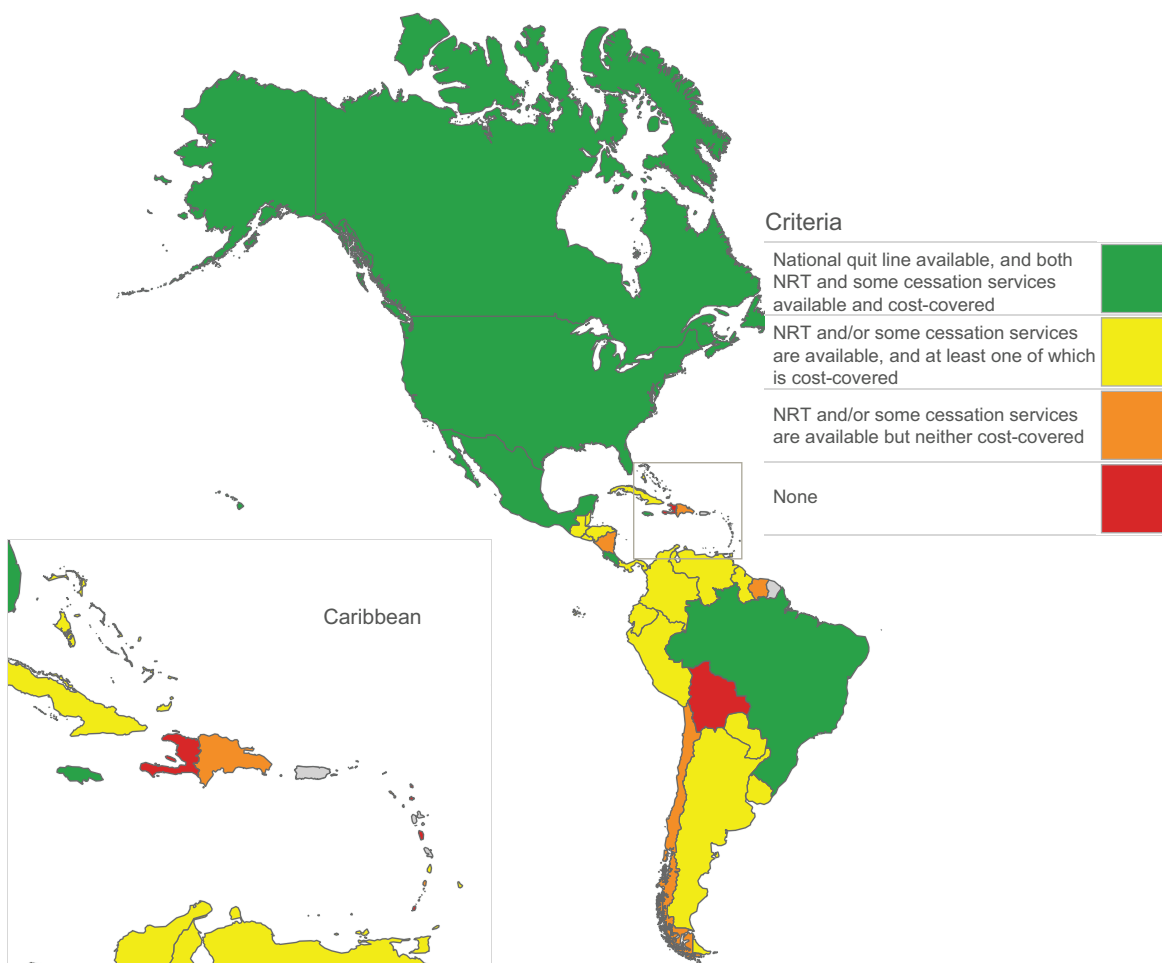 Criteria
National quit line available, and both
NRT and some cessation services
available and cost-covered
NRT and/or some cessation services
are available, and at least one of which
is cost-covered
NRT and/or some cessation services
are available but neither cost-covered
None
Caribbean